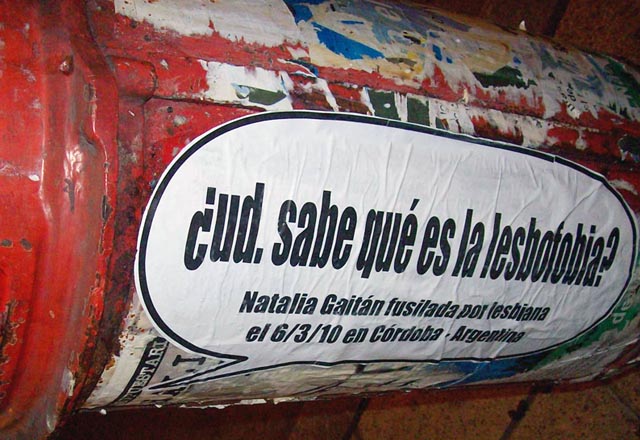 ¿ud. sabe qué es la lesbofobia?
Natalia Gaitán fusilada por lesbiana
el 6/3/10 en Córdoba - Argentina